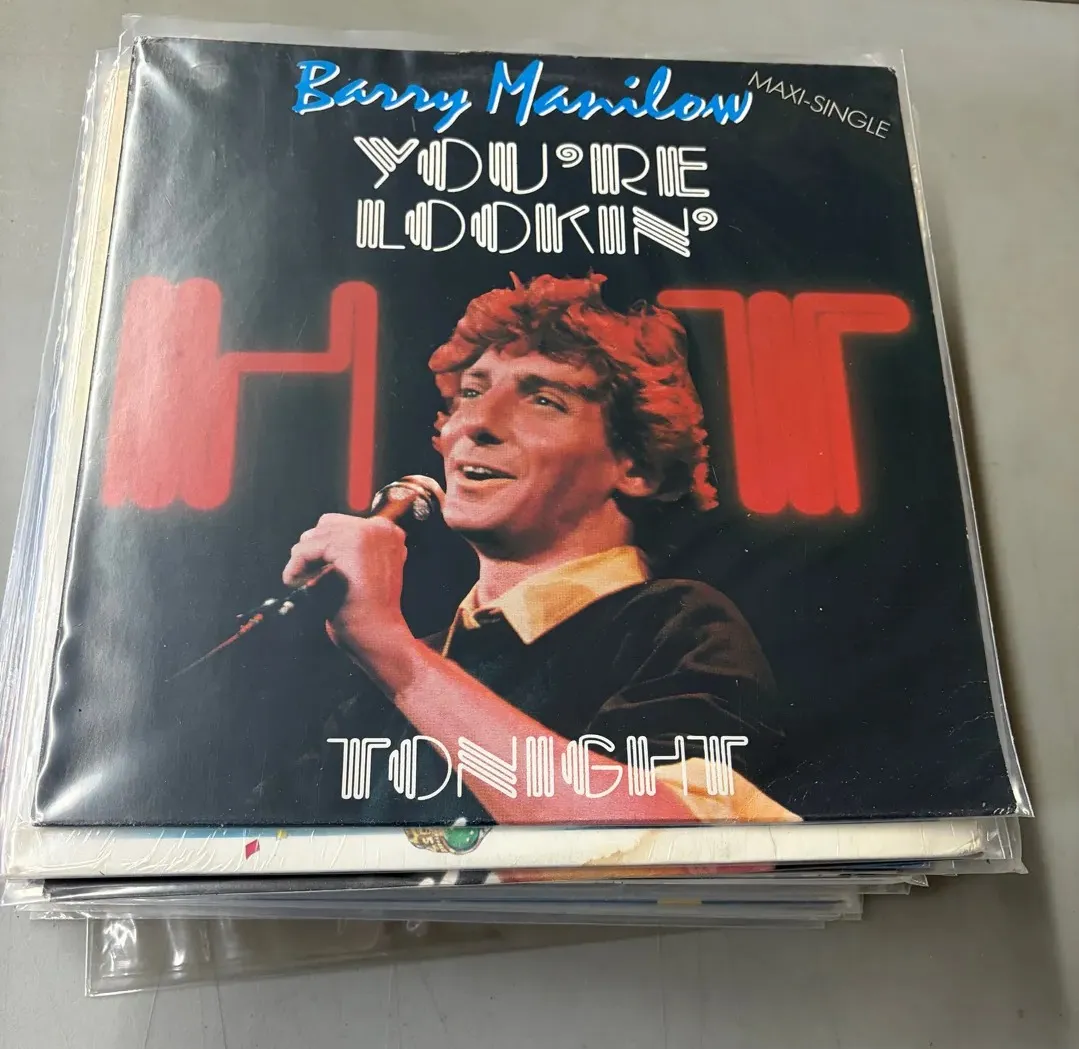 Barry Manilow
MAXI-SINGLE
YOU'RE
LOOKIN'
HOT
TONIGHT